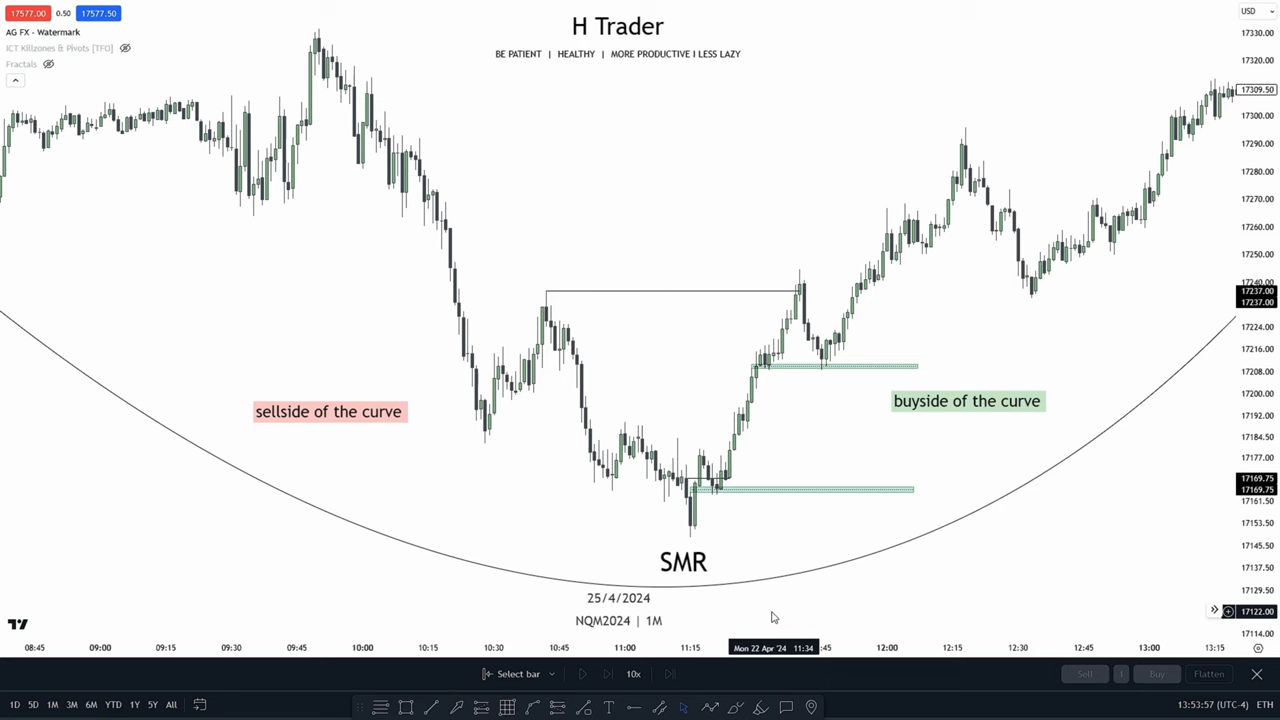 17577.00 0.50 17577.50
H Trader
USD
AG FX - Watermark
ICT Killzones & Pivots [TFO]
Fractals
BE PATIENT | HEALTHY | MORE PRODUCTIVE I LESS LAZY
17330.00
17320.00
17309.50
17300.00
17290.00
17280.00
17270.00
17260.00
17250.00
17240.00
17237.00
17237.00
17224.00
17216.00
17208.00
17200.00
17192.00
17184.50
17177.00
17169.75
17169.75
17161.50
17153.50
17145.50
17137.50
17129.50
17122.00
17114.00
sellside of the curve
buyside of the curve
SMR
25/4/2024
NQM2024 | 1M
08:45 09:00 09:15 09:30 09:45 10:00 10:15 10:30 10:45 11:00 11:15 Mon 22 Apr '24 11:34 :45 12:00 12:15 12:30 12:45 13:00 13:15
Select bar 10x Sell 1 Buy Flatten
1D 5D 1M 3M 6M YTD 1Y 5Y All
13:53:57 (UTC-4) ETH